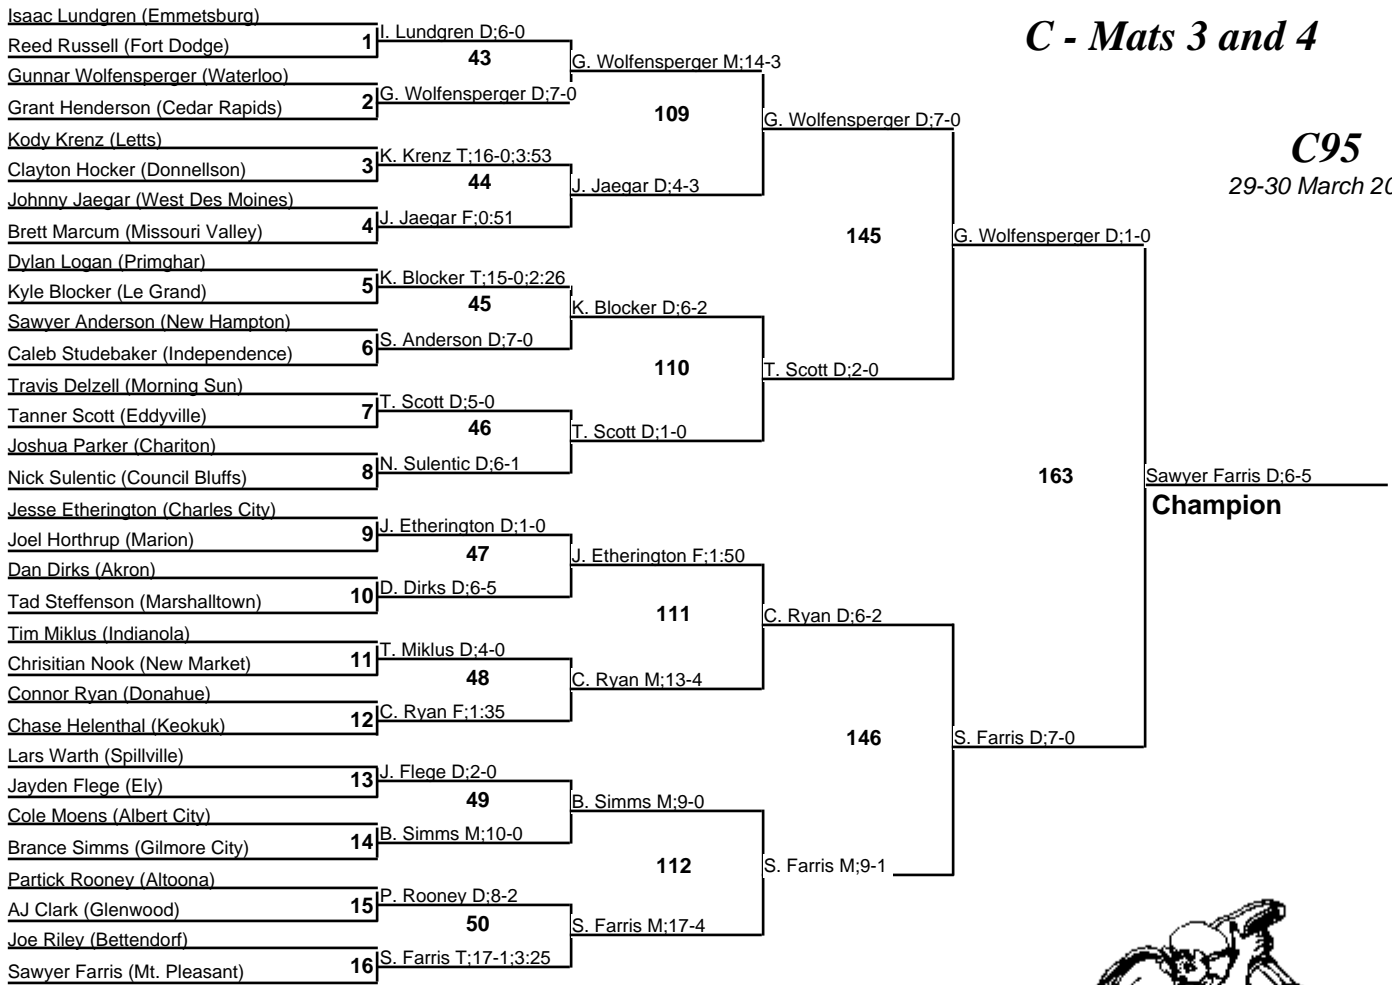 C - Mats 3 and 4
C95
29-30 March 20
Isaac Lundgren (Emmetsburg)
Reed Russell (Fort Dodge)
1
I. Lundgren D;6-0
43
Gunnar Wolfensperger (Waterloo)
Grant Henderson (Cedar Rapids)
2
G. Wolfensperger D;7-0
G. Wolfensperger M;14-3
109
Kody Krenz (Letts)
Clayton Hocker (Donnellson)
3
K. Krenz T;16-0;3:53
44
Johnny Jaegar (West Des Moines)
Brett Marcum (Missouri Valley)
4
J. Jaegar F;0:51
J. Jaegar D;4-3
G. Wolfensperger D;7-0
145
Dylan Logan (Primghar)
Kyle Blocker (Le Grand)
5
K. Blocker T;15-0;2:26
45
Sawyer Anderson (New Hampton)
Caleb Studebaker (Independence)
6
S. Anderson D;7-0
K. Blocker D;6-2
110
Travis Delzell (Morning Sun)
Tanner Scott (Eddyville)
7
T. Scott D;5-0
46
Joshua Parker (Chariton)
Nick Sulentic (Council Bluffs)
8
N. Sulentic D;6-1
T. Scott D;1-0
T. Scott D;2-0
G. Wolfensperger D;1-0
163
Sawyer Farris D;6-5
Champion
Jesse Etherington (Charles City)
Joel Horthrup (Marion)
9
J. Etherington D;1-0
47
Dan Dirks (Akron)
Tad Steffenson (Marshalltown)
10
D. Dirks D;6-5
J. Etherington F;1:50
111
Tim Miklus (Indianola)
Chrisitian Nook (New Market)
11
T. Miklus D;4-0
48
Connor Ryan (Donahue)
Chase Helenthal (Keokuk)
12
C. Ryan F;1:35
C. Ryan M;13-4
C. Ryan D;6-2
146
Lars Warth (Spillville)
Jayden Flege (Ely)
13
J. Flege D;2-0
49
Cole Moens (Albert City)
Brance Simms (Gilmore City)
14
B. Simms M;10-0
B. Simms M;9-0
112
Partick Rooney (Altoona)
AJ Clark (Glenwood)
15
P. Rooney D;8-2
50
Joe Riley (Bettendorf)
Sawyer Farris (Mt. Pleasant)
16
S. Farris T;17-1;3:25
S. Farris M;17-4
S. Farris M;9-1
S. Farris D;7-0